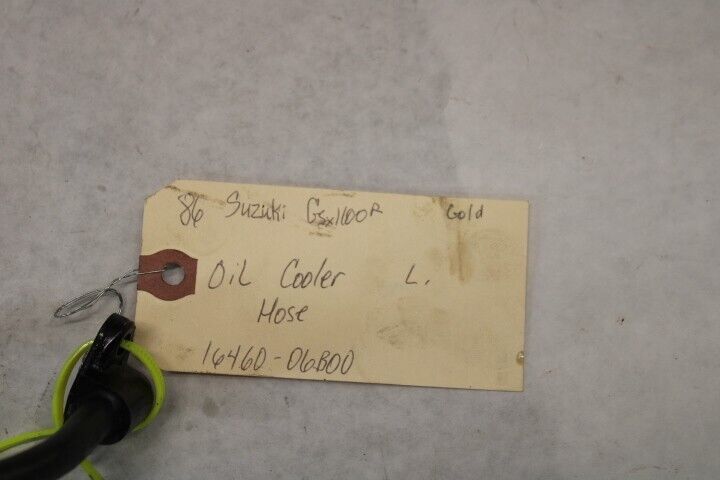 86 Suzuki GSX1100R Gold
Oil Cooler L.
Hose
16460-06B00